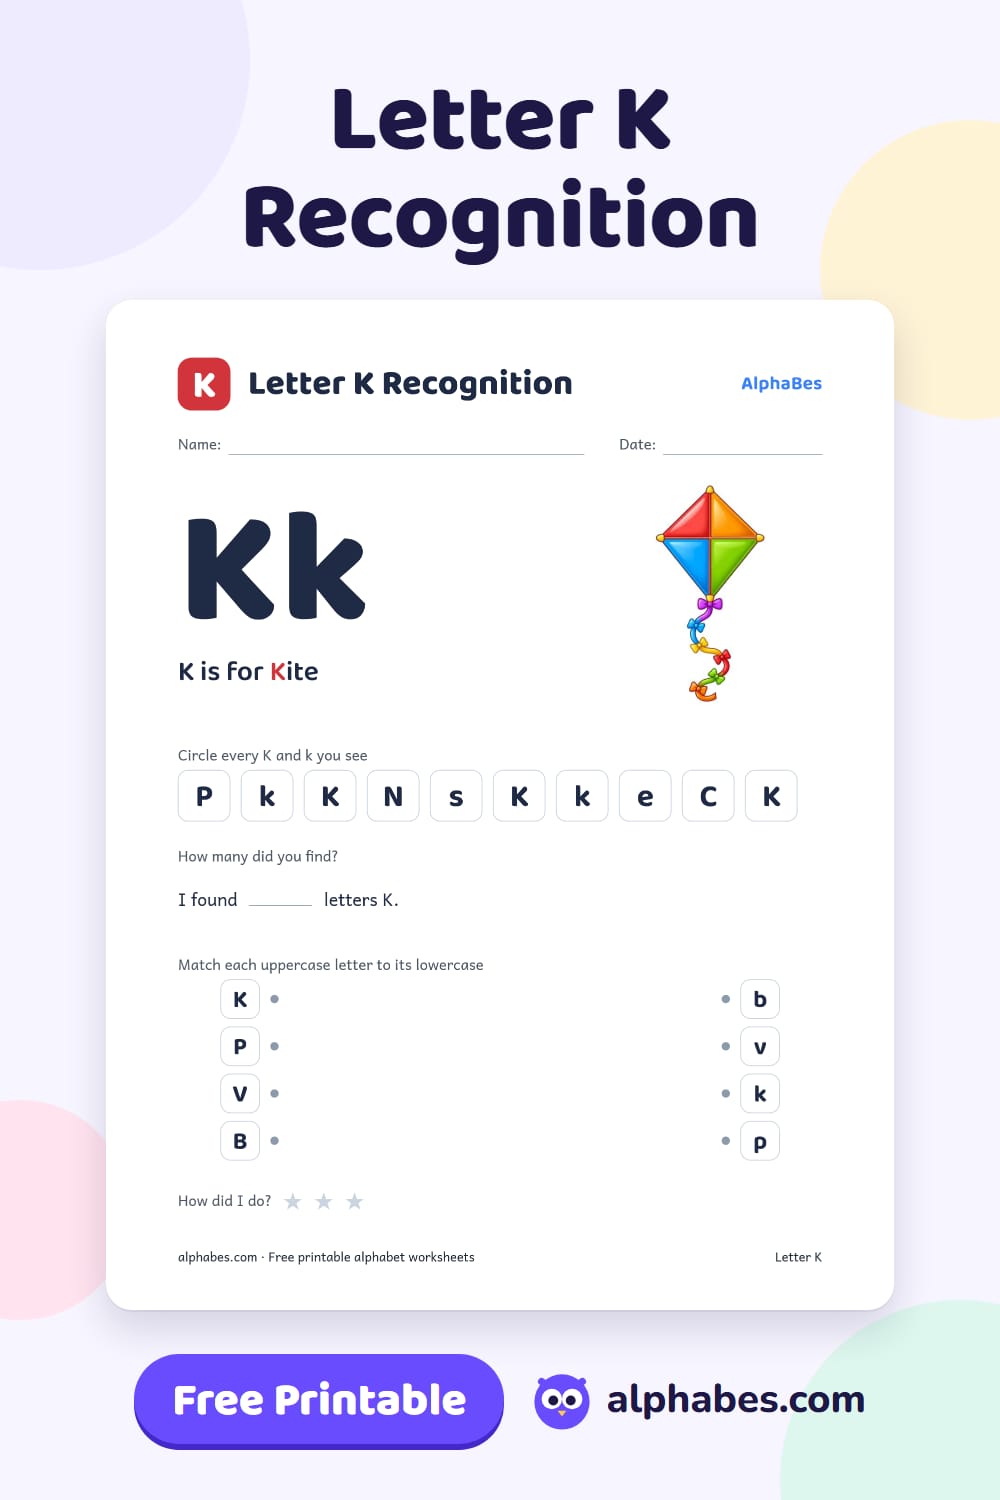 Letter K
Recognition
K Letter K Recognition AlphaBes
Name: Date:
Kk
K is for Kite
Circle every K and k you see
P k K N s K k e C K
How many did you find?
I found ______ letters K.
Match each uppercase letter to its lowercase
K b
P v
V k
B p
How did I do? ★ ★ ★
alphabes.com · Free printable alphabet worksheets Letter K
Free Printable alphabes.com